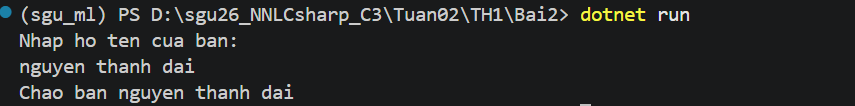 (sgu_ml) PS D:\sgu26_NNLCsharp_C3\Tuan02\TH1\Bai2> dotnet run
Nhap ho ten cua ban:
nguyen thanh dai
Chao ban nguyen thanh dai